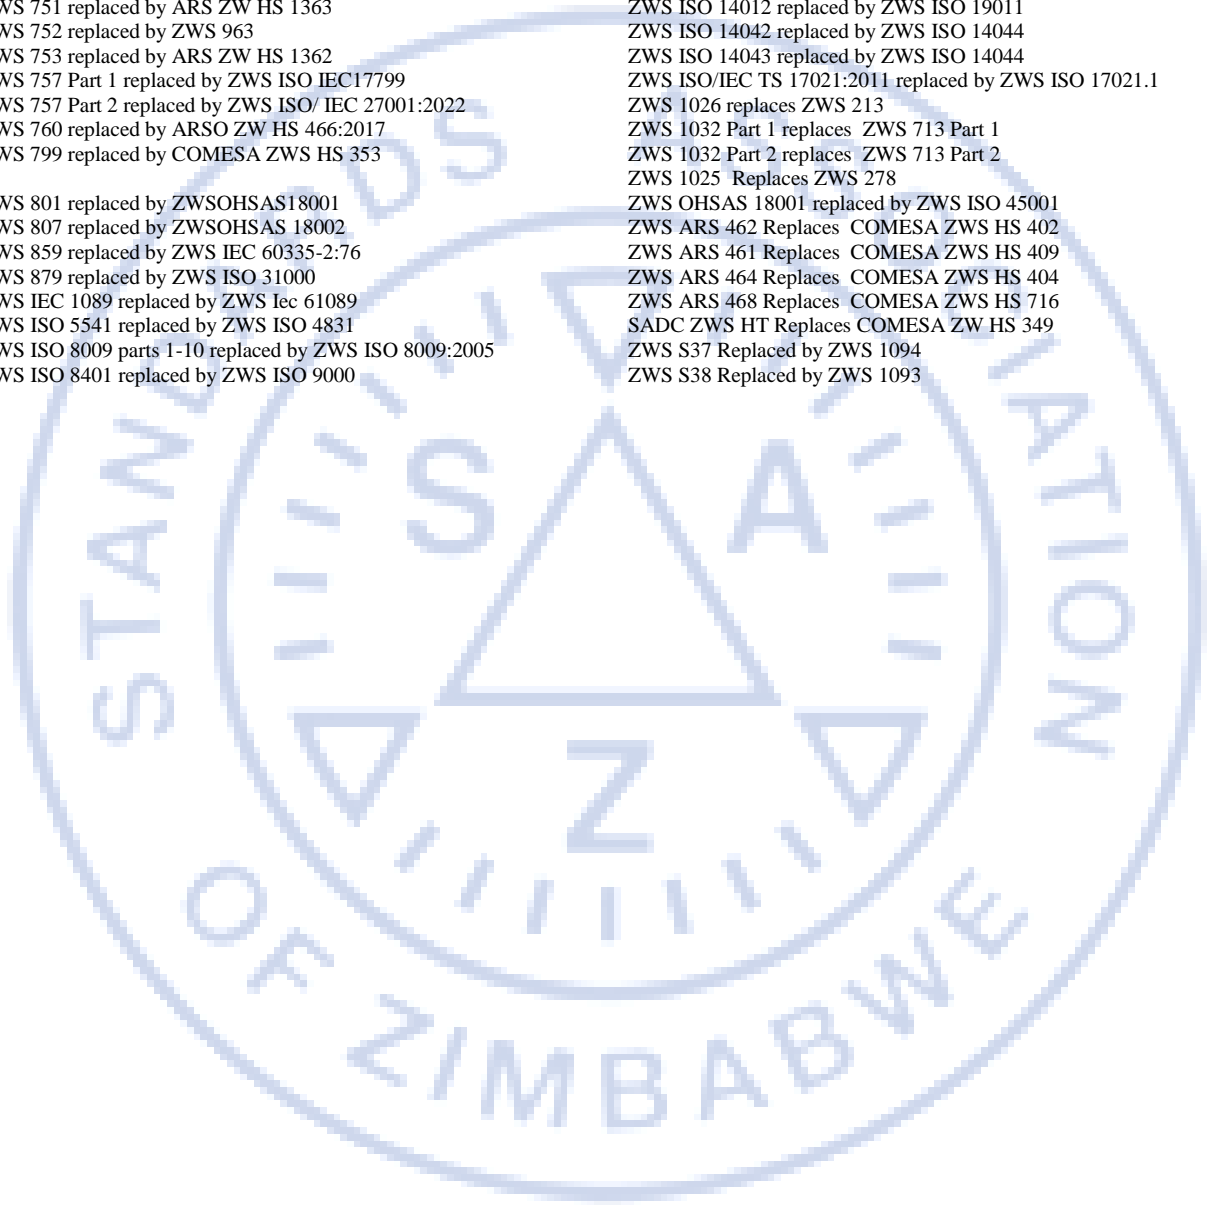 WS 751 replaced by ARS ZW HS 1363
WS 752 replaced by ZWS 963
WS 753 replaced by ARS ZW HS 1362
WS 757 Part 1 replaced by ZWS ISO IEC17799
WS 757 Part 2 replaced by ZWS ISO/ IEC 27001:2022
WS 760 replaced by ARSO ZW HS 466:2017
WS 799 replaced by COMESA ZWS HS 353
WS 801 replaced by ZWSOHSAS18001
WS 807 replaced by ZWSOHSAS 18002
WS 859 replaced by ZWS IEC 60335-2:76
WS 879 replaced by ZWS ISO 31000
WS IEC 1089 replaced by ZWS Iec 61089
WS ISO 5541 replaced by ZWS ISO 4831
WS ISO 8009 parts 1-10 replaced by ZWS ISO 8009:2005
WS ISO 8401 replaced by ZWS ISO 9000
ZWS ISO 14012 replaced by ZWS ISO 19011
ZWS ISO 14042 replaced by ZWS ISO 14044
ZWS ISO 14043 replaced by ZWS ISO 14044
ZWS ISO/IEC TS 17021:2011 replaced by ZWS ISO 17021.1
ZWS 1026 replaces ZWS 213
ZWS 1032 Part 1 replaces ZWS 713 Part 1
ZWS 1032 Part 2 replaces ZWS 713 Part 2
ZWS 1025 Replaces ZWS 278
ZWS OHSAS 18001 replaced by ZWS ISO 45001
ZWS ARS 462 Replaces COMESA ZWS HS 402
ZWS ARS 461 Replaces COMESA ZWS HS 409
ZWS ARS 464 Replaces COMESA ZWS HS 404
ZWS ARS 468 Replaces COMESA ZWS HS 716
SADC ZWS HT Replaces COMESA ZW HS 349
ZWS S37 Replaced by ZWS 1094
ZWS S38 Replaced by ZWS 1093
STANDARDS ASSOCIATION
S A
Z
OF ZIMBABWE